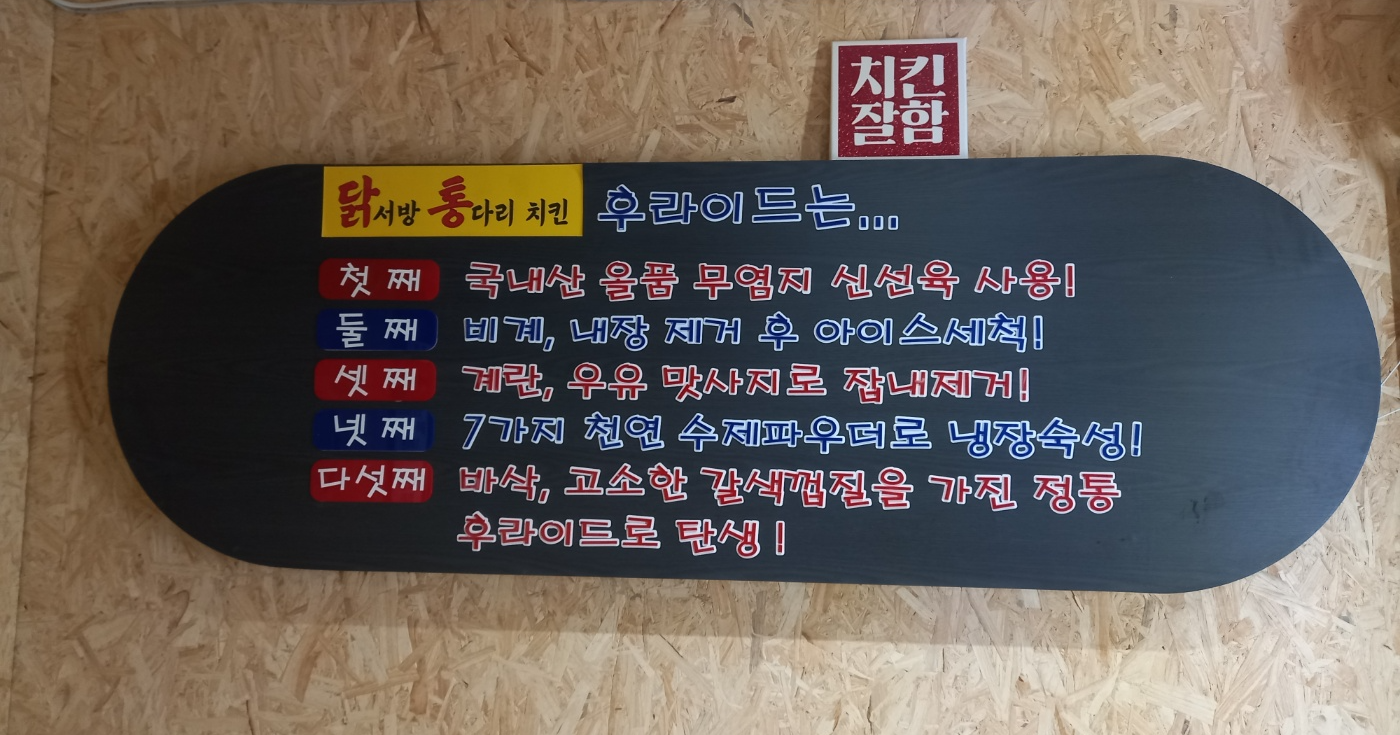 치킨
잘함
닭서방 통다리 치킨 후라이드는...
첫 째 국내산 올품 무염지 신선육 사용!
둘 째 비계, 내장 제거 후 아이스세척!
셋 째 계란, 우유 맛사지로 잡내제거!
넷 째 7가지 천연 수제파우더로 냉장숙성!
다섯째 바삭, 고소한 갈색껍질을 가진 정통
후라이드로 탄생!